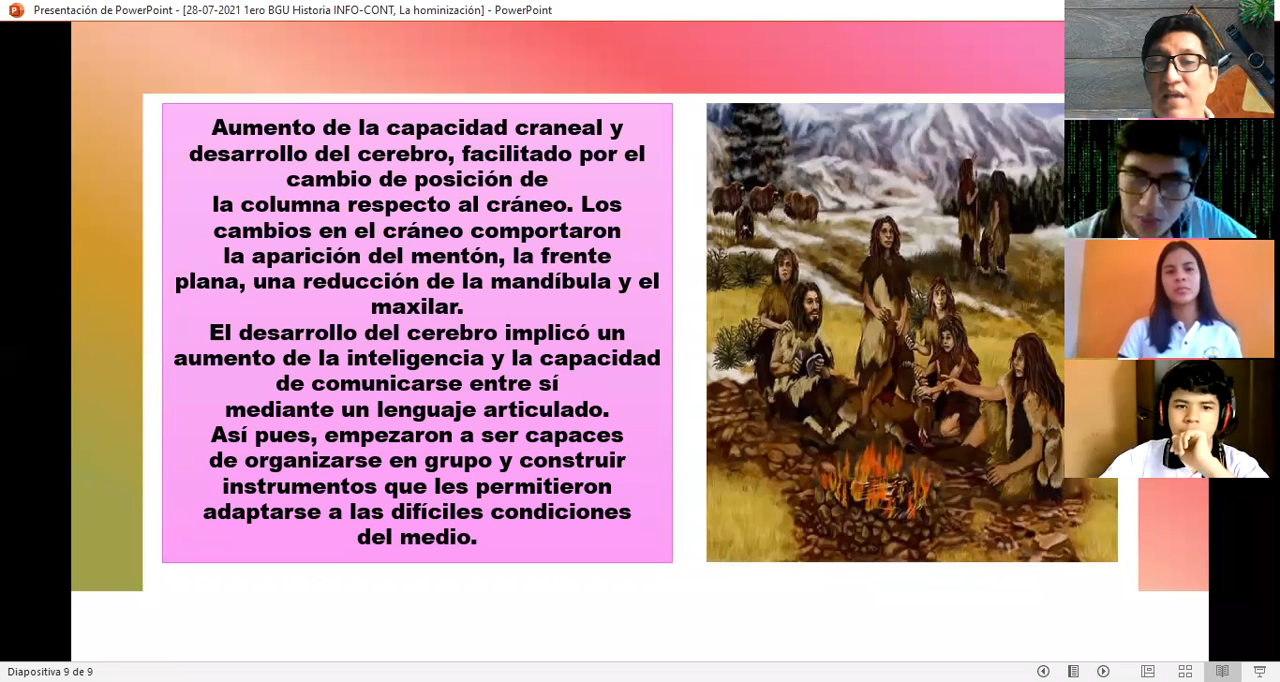 Presentación de PowerPoint - [28-07-2021 1ero BGU Historia INFO-CONT, La hominización] - PowerPoint
Aumento de la capacidad craneal y
desarrollo del cerebro, facilitado por el
cambio de posición de
la columna respecto al cráneo. Los
cambios en el cráneo comportaron
la aparición del mentón, la frente
plana, una reducción de la mandíbula y el
maxilar.
El desarrollo del cerebro implicó un
aumento de la inteligencia y la capacidad
de comunicarse entre sí
mediante un lenguaje articulado.
Así pues, empezaron a ser capaces
de organizarse en grupo y construir
instrumentos que les permitieron
adaptarse a las difíciles condiciones
del medio.
Diapositiva 9 de 9